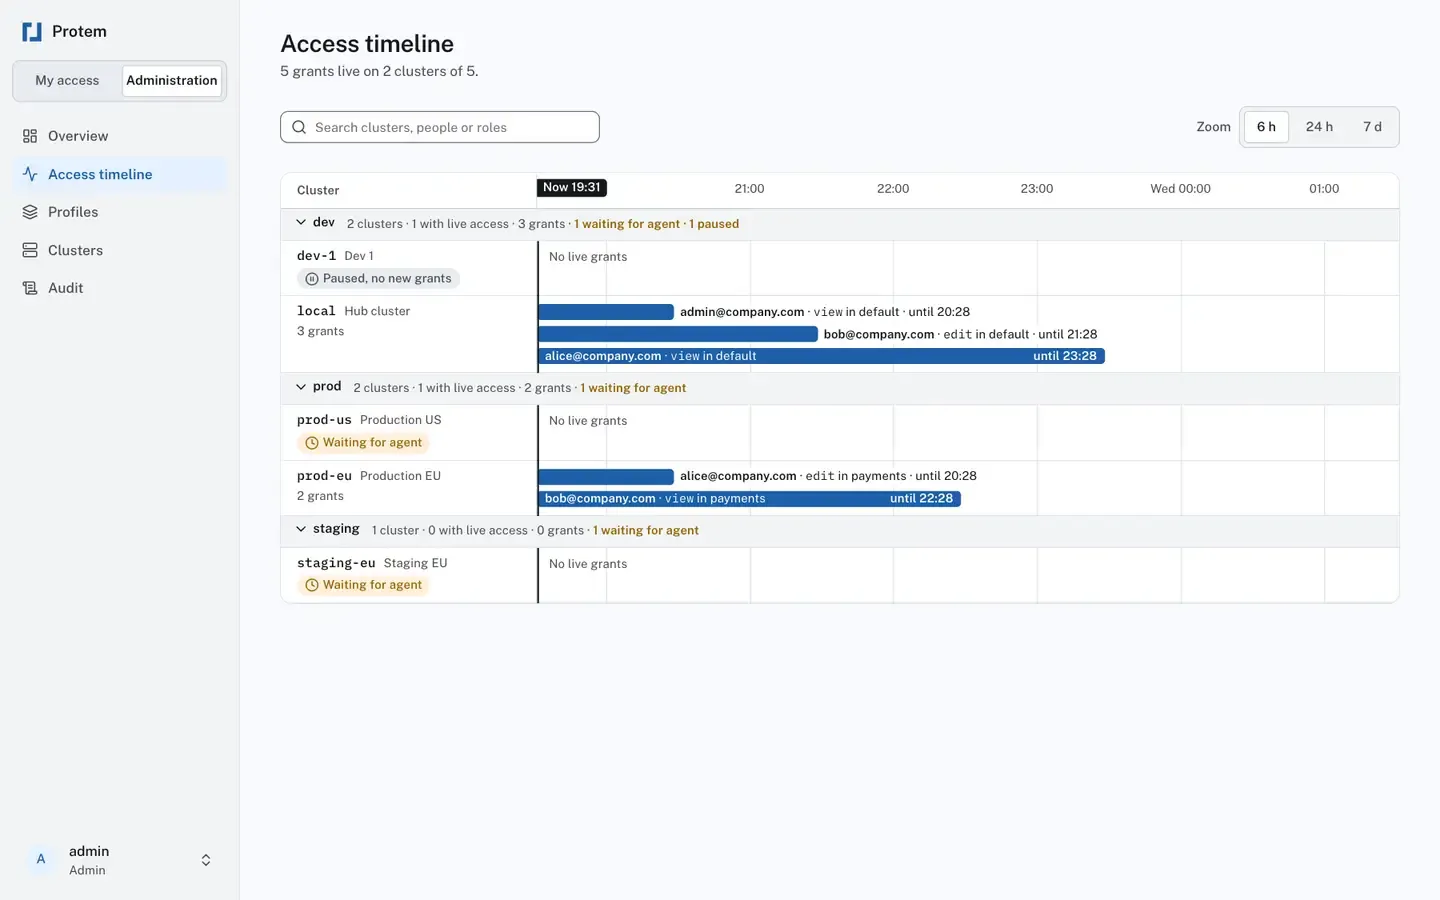 Protem
My access Administration
Overview
Access timeline
Profiles
Clusters
Audit
admin
A
Admin
Access timeline
5 grants live on 2 clusters of 5.
Search clusters, people or roles
Zoom 6 h 24 h 7 d
Cluster Now 19:31 21:00 22:00 23:00 Wed 00:00 01:00
dev 2 clusters · 1 with live access · 3 grants · 1 waiting for agent · 1 paused
dev-1 Dev 1 No live grants
Paused, no new grants
local Hub cluster admin@company.com · view in default · until 20:28
3 grants bob@company.com · edit in default · until 21:28
alice@company.com · view in default until 23:28
prod 2 clusters · 1 with live access · 2 grants · 1 waiting for agent
prod-us Production US No live grants
Waiting for agent
prod-eu Production EU alice@company.com · edit in payments · until 20:28
2 grants bob@company.com · view in payments until 22:28
staging 1 cluster · 0 with live access · 0 grants · 1 waiting for agent
staging-eu Staging EU No live grants
Waiting for agent